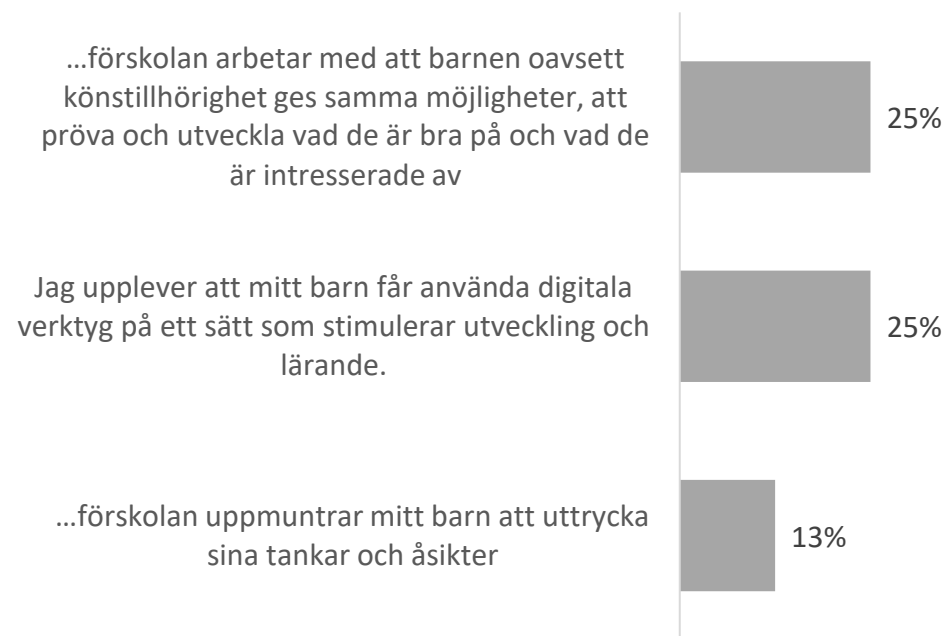 …förskolan arbetar med att barnen oavsett
könstillhörighet ges samma möjligheter, att
pröva och utveckla vad de är bra på och vad de
är intresserade av
25%
Jag upplever att mitt barn får använda digitala
verktyg på ett sätt som stimulerar utveckling och
lärande.
25%
…förskolan uppmuntrar mitt barn att uttrycka
sina tankar och åsikter
13%